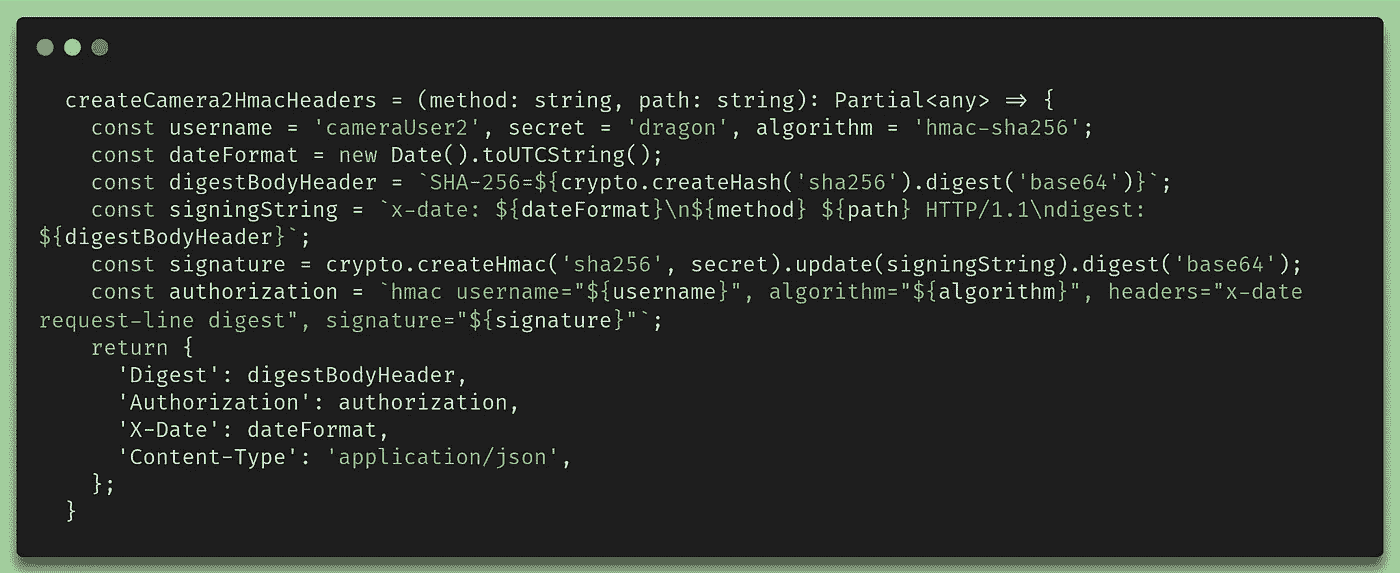 createCamera2HmacHeaders = (method: string, path: string): Partial<any> => {
const username = 'cameraUser2', secret = 'dragon', algorithm = 'hmac-sha256';
const dateFormat = new Date().toUTCString();
const digestBodyHeader = `SHA-256=${crypto.createHash('sha256').digest('base64')}`;
const signingString = `x-date: ${dateFormat}\n${method} ${path} HTTP/1.1\ndigest:
${digestBodyHeader}`;
const signature = crypto.createHmac('sha256', secret).update(signingString).digest('base64');
const authorization = `hmac username="${username}", algorithm="${algorithm}", headers="x-date
request-line digest", signature="${signature}"`;
return {
'Digest': digestBodyHeader,
'Authorization': authorization,
'X-Date': dateFormat,
'Content-Type': 'application/json',
};
}